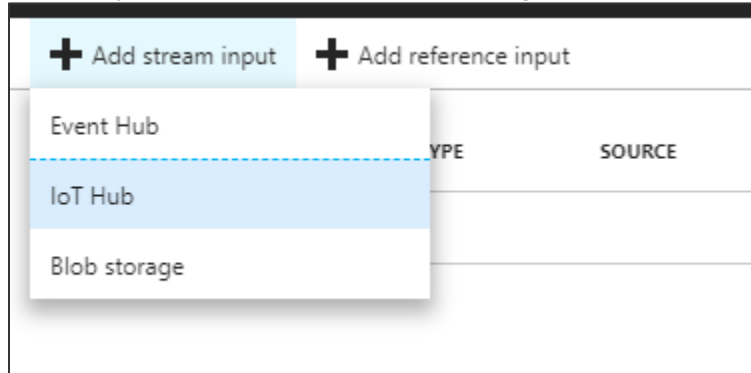 Add stream input Add reference input
Event Hub
YPE SOURCE
IoT Hub
Blob storage